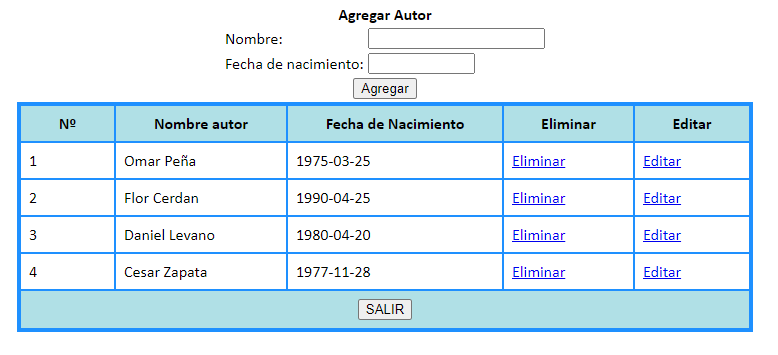 Agregar Autor
Nombre:
Fecha de nacimiento:
Agregar
Nº Nombre autor Fecha de Nacimiento Eliminar Editar
1 Omar Peña 1975-03-25 Eliminar Editar
2 Flor Cerdan 1990-04-25 Eliminar Editar
3 Daniel Levano 1980-04-20 Eliminar Editar
4 Cesar Zapata 1977-11-28 Eliminar Editar
SALIR